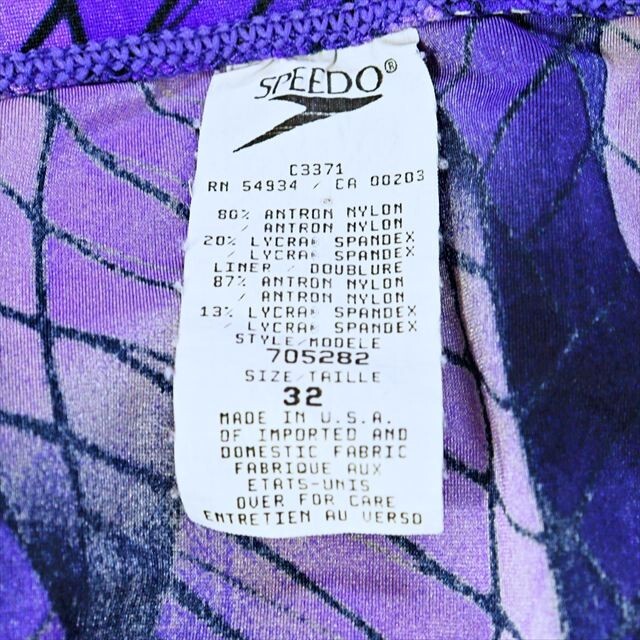 SPEEDO®
C3371
RN 54934 / CA 00203
80% ANTRON NYLON
/ ANTRON NYLON
20% LYCRA® SPANDEX
/ LYCRA® SPANDEX
LINER / DOUBLURE
87% ANTRON NYLON
/ ANTRON NYLON
13% LYCRA® SPANDEX
/ LYCRA® SPANDEX
STYLE/MODELE
705282
SIZE/TAILLE
32
MADE IN U.S.A.
OF IMPORTED AND
DOMESTIC FABRIC
FABRIQUE AUX
ETATS-UNIS
OVER FOR CARE
ENTRETIEN AU VERSO